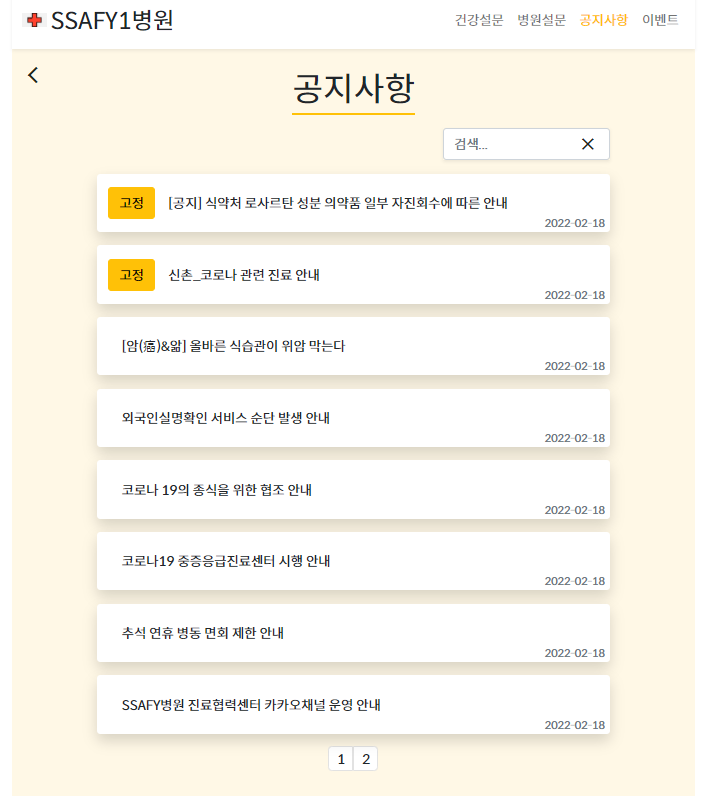 SSAFY1병원
건강설문 병원설문 공지사항 이벤트
공지사항
검색...
고정 [공지] 식약처 로사르탄 성분 의약품 일부 자진회수에 따른 안내
2022-02-18
고정 신촌_코로나 관련 진료 안내
2022-02-18
[암(癌)&앎] 올바른 식습관이 위암 막는다
2022-02-18
외국인실명확인 서비스 순단 발생 안내
2022-02-18
코로나 19의 종식을 위한 협조 안내
2022-02-18
코로나19 중증응급진료센터 시행 안내
2022-02-18
추석 연휴 병동 면회 제한 안내
2022-02-18
SSAFY병원 진료협력센터 카카오채널 운영 안내
2022-02-18
1 2